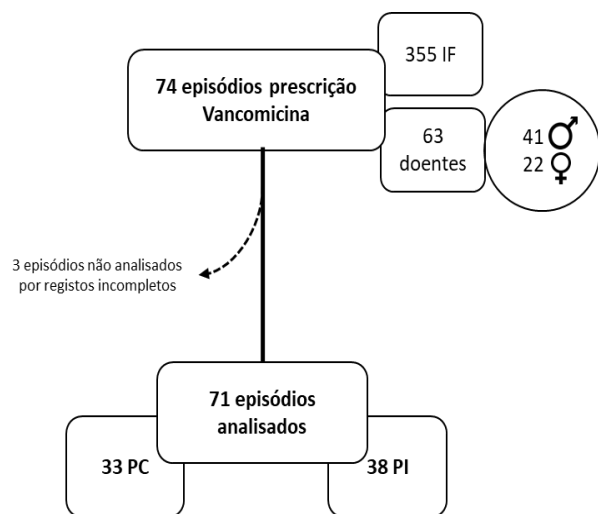 355 IF
74 episódios prescrição
Vancomicina
63
doentes
41
22
3 episódios não analisados
por registos incompletos
71 episódios
analisados
33 PC
38 PI